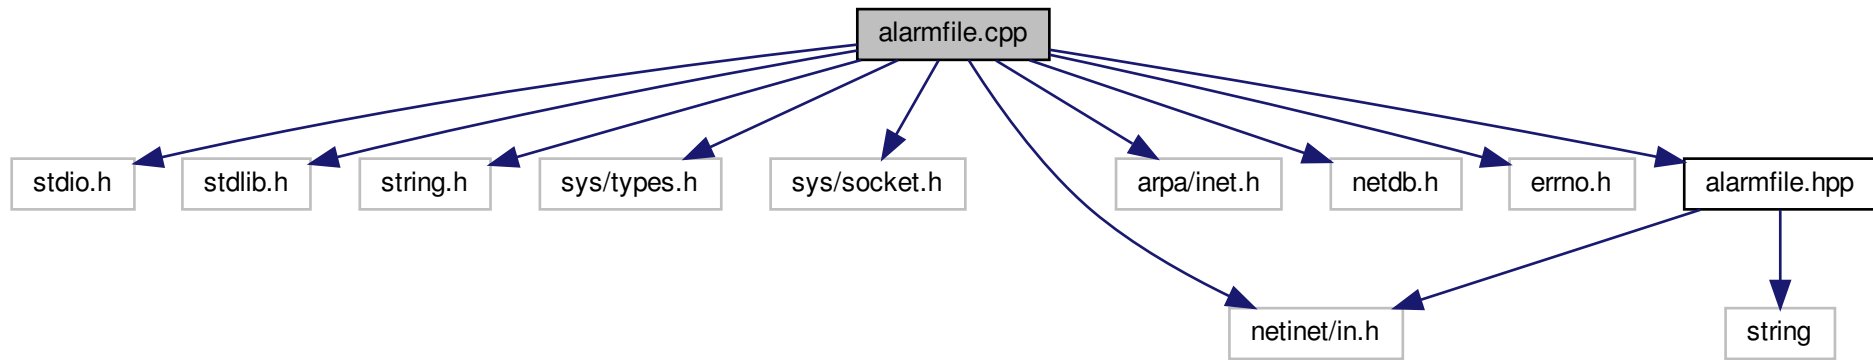 alarmfile.cpp
stdio.h
stdlib.h
string.h
sys/types.h
sys/socket.h
arpa/inet.h
netdb.h
errno.h
alarmfile.hpp
netinet/in.h
string